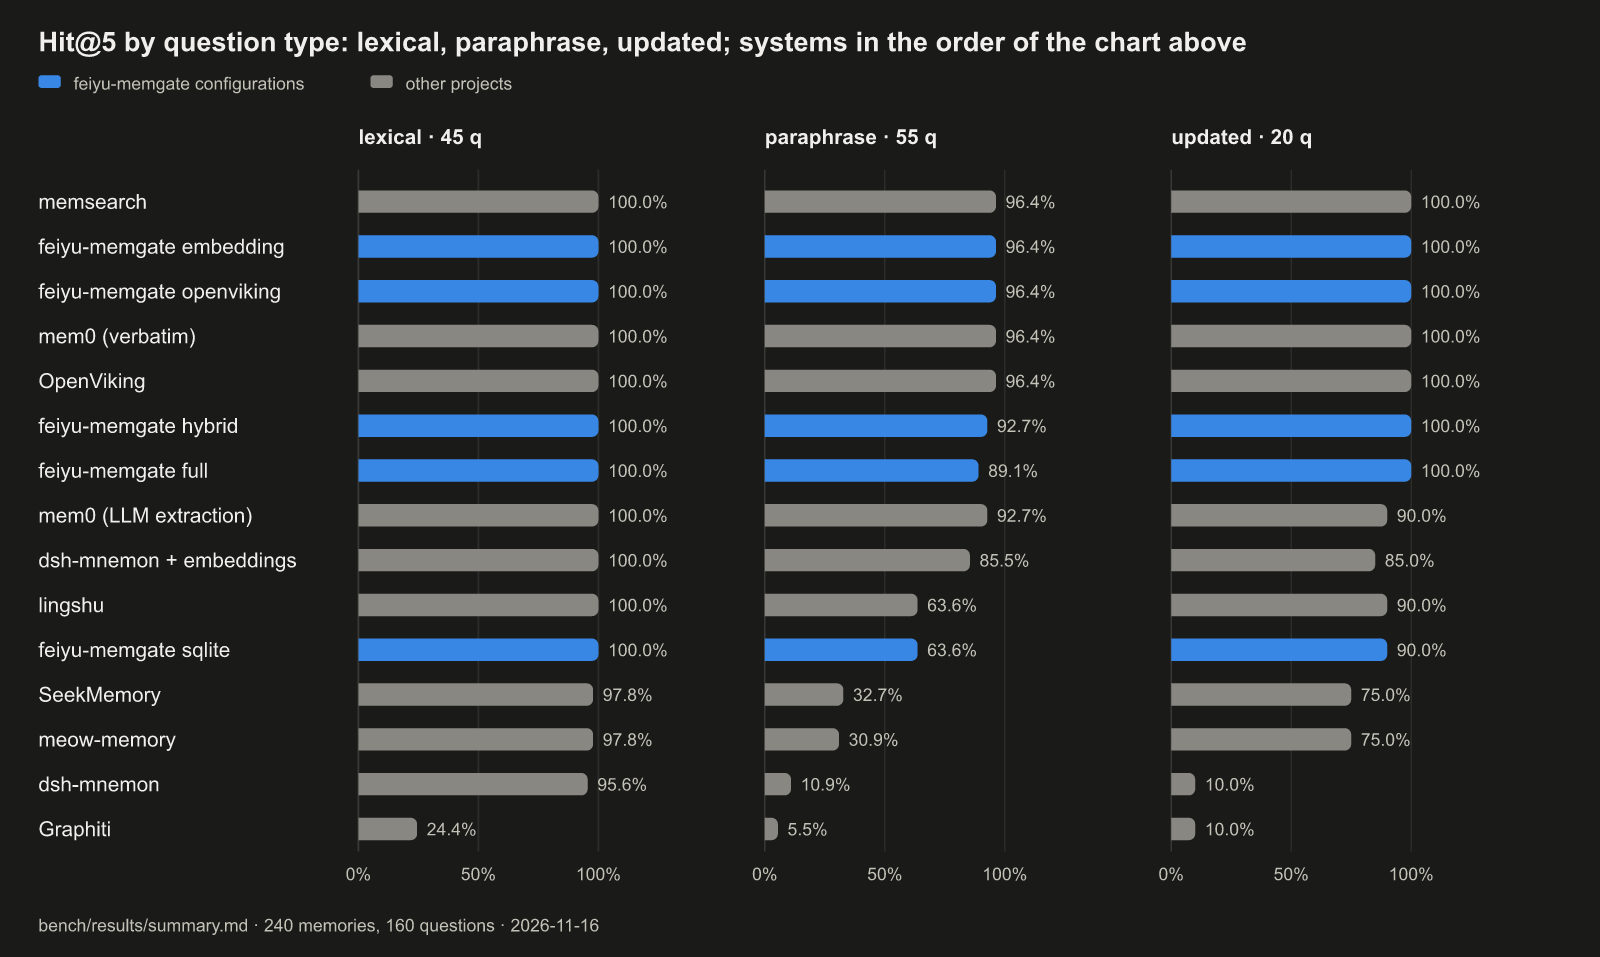 Hit@5 by question type: lexical, paraphrase, updated; systems in the order of the chart above
feiyu-memgate configurations other projects
lexical · 45 q paraphrase · 55 q updated · 20 q
memsearch 100.0% 96.4% 100.0%
feiyu-memgate embedding 100.0% 96.4% 100.0%
feiyu-memgate openviking 100.0% 96.4% 100.0%
mem0 (verbatim) 100.0% 96.4% 100.0%
OpenViking 100.0% 96.4% 100.0%
feiyu-memgate hybrid 100.0% 92.7% 100.0%
feiyu-memgate full 100.0% 89.1% 100.0%
mem0 (LLM extraction) 100.0% 92.7% 90.0%
dsh-mnemon + embeddings 100.0% 85.5% 85.0%
lingshu 100.0% 63.6% 90.0%
feiyu-memgate sqlite 100.0% 63.6% 90.0%
SeekMemory 97.8% 32.7% 75.0%
meow-memory 97.8% 30.9% 75.0%
dsh-mnemon 95.6% 10.9% 10.0%
Graphiti 24.4% 5.5% 10.0%
0% 50% 100% 0% 50% 100% 0% 50% 100%
bench/results/summary.md · 240 memories, 160 questions · 2026-11-16